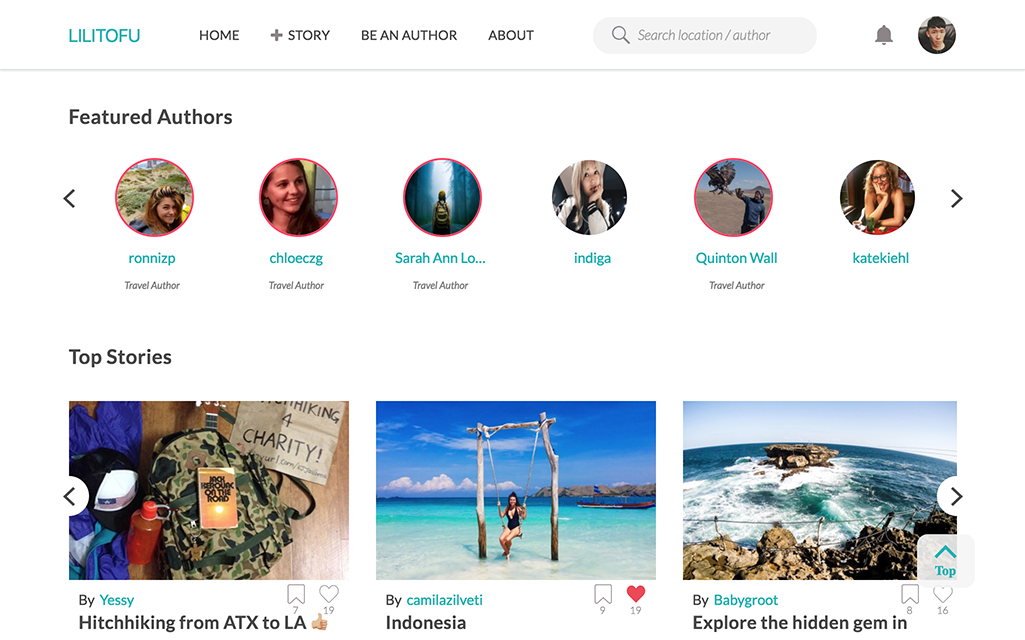 LILITOFU HOME + STORY BE AN AUTHOR ABOUT Search location / author
Featured Authors
ronnizp chloeczg Sarah Ann Lo... indiga Quinton Wall katekiehl
Travel Author Travel Author Travel Author Travel Author
Top Stories
HITCHHIKING
4
CHARITY!
JACK
KEROUAC
ON THE
ROAD
Top
By Yessy 7 19
Hitchhiking from ATX to LA 👍🏼
By camilazilveti 9 19
Indonesia
By Babygroot 8 16
Explore the hidden gem in